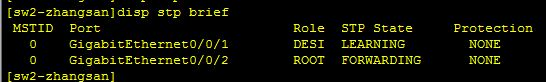 [sw2-zhangsan]disp stp brief
MSTID Port Role STP State Protection
0 GigabitEthernet0/0/1 DESI LEARNING NONE
0 GigabitEthernet0/0/2 ROOT FORWARDING NONE
[sw2-zhangsan]